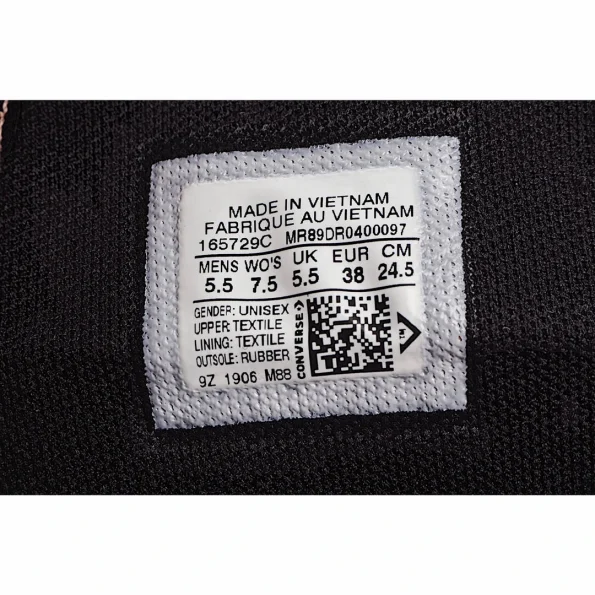 MADE IN VIETNAM
FABRIQUE AU VIETNAM
165729C MR89DR0400097
MENS WO'S UK EUR CM
5.5 7.5 5.5 38 24.5
GENDER: UNISEX
UPPER: TEXTILE
LINING: TEXTILE
OUTSOLE: RUBBER
9Z 1906 M88
CONVERSE
TM